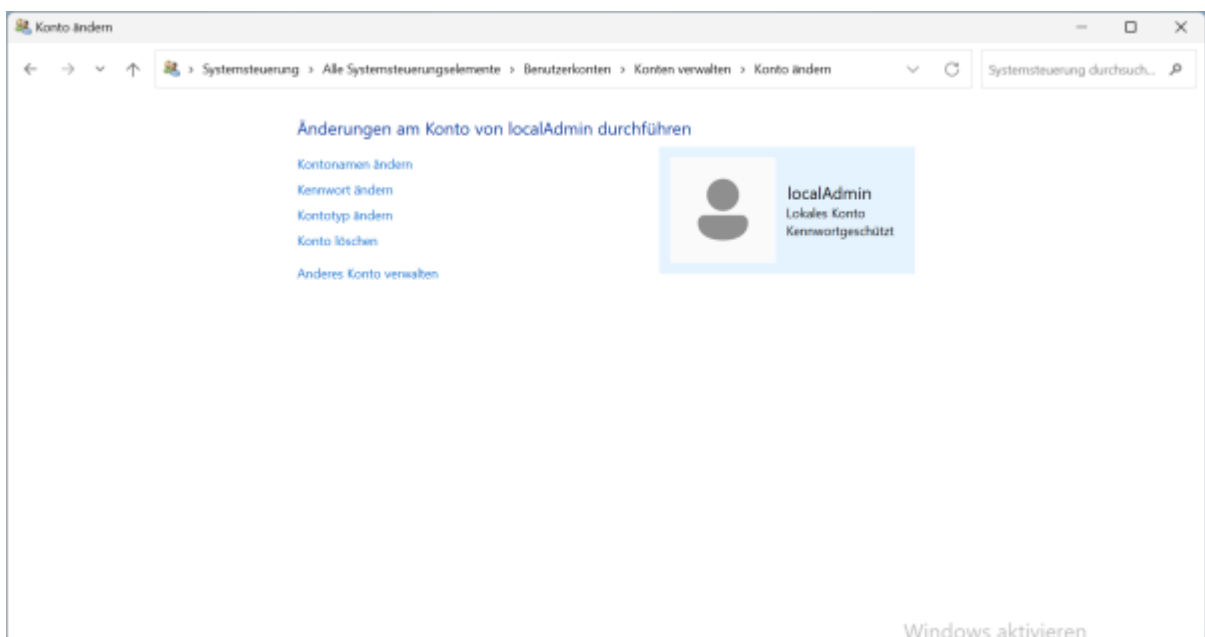 Konto ändern
Systemsteuerung > Alle Systemsteuerungselemente > Benutzerkonten > Konten verwalten > Konto ändern
Systemsteuerung durchsuch...
Änderungen am Konto von localAdmin durchführen
Kontonamen ändern
Kennwort ändern
Kontotyp ändern
Konto löschen
Anderes Konto verwalten
localAdmin
Lokales Konto
Kennwortgeschützt
Windows aktivieren